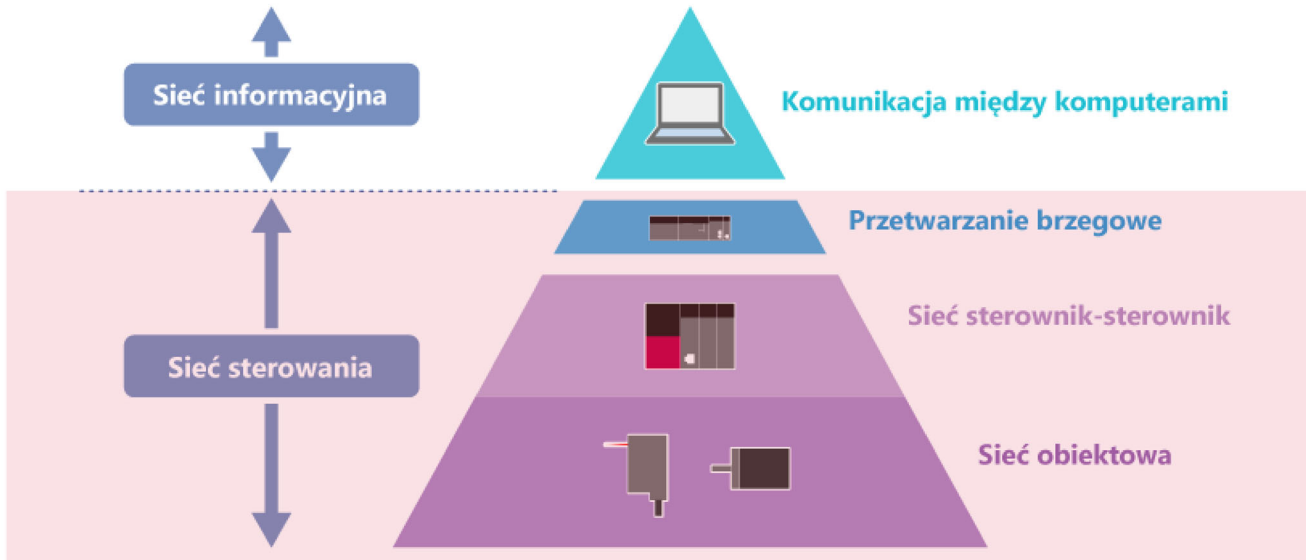 Sieć informacyjna
Komunikacja między komputerami
Przetwarzanie brzegowe
Sieć sterownik-sterownik
Sieć sterowania
Sieć obiektowa